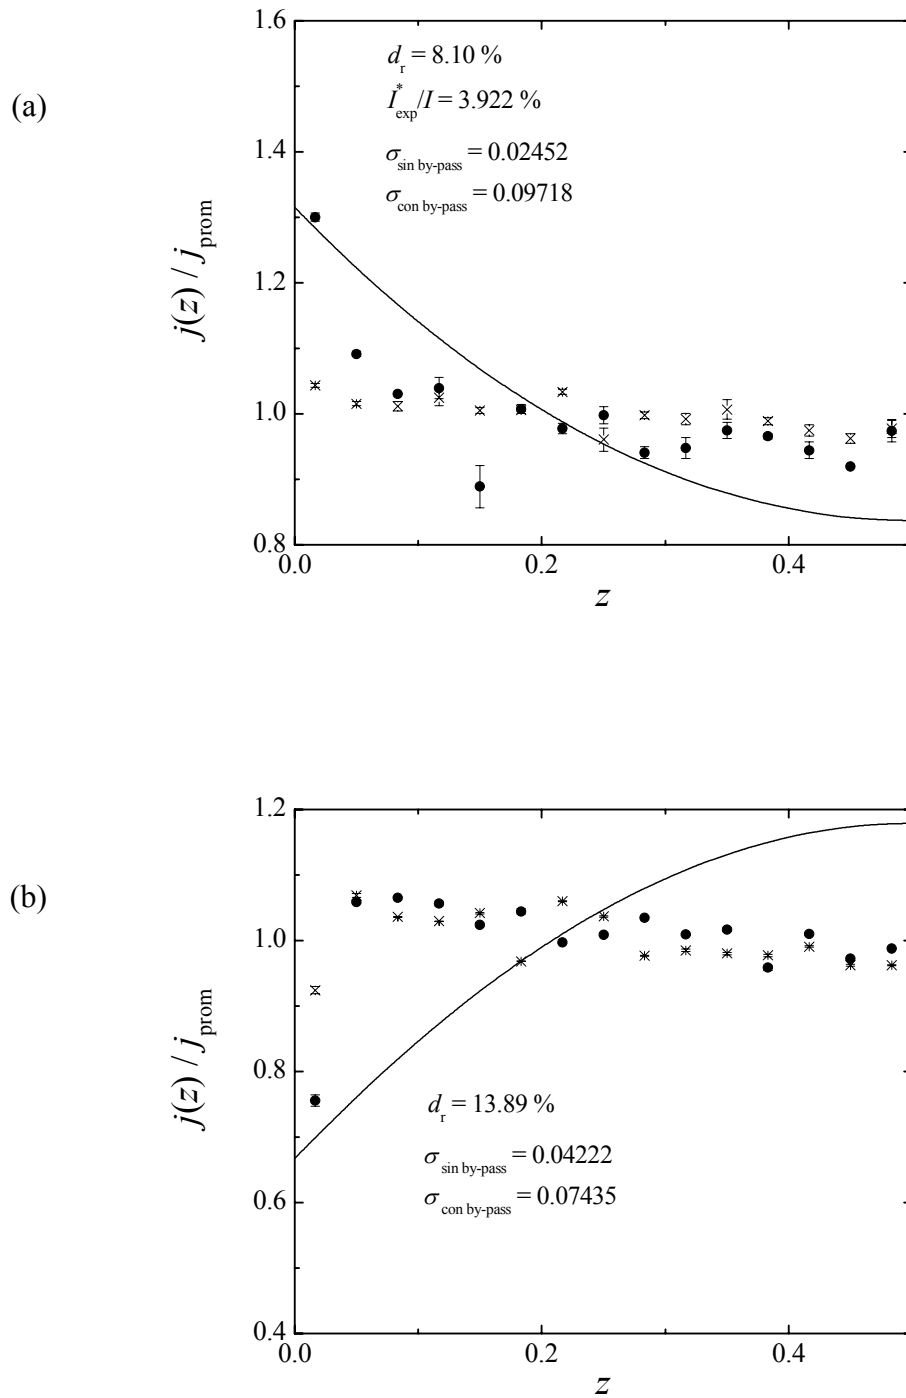 (a)
1.6
1.4
1.2
1.0
0.8
j(z) / j_prom
d_r = 8.10 %
I*_exp/I = 3.922 %
σ_sin by-pass = 0.02452
σ_con by-pass = 0.09718
0.0 0.2 0.4
z
(b)
1.2
1.0
0.8
0.6
0.4
j(z) / j_prom
d_r = 13.89 %
σ_sin by-pass = 0.04222
σ_con by-pass = 0.07435
0.0 0.2 0.4
z